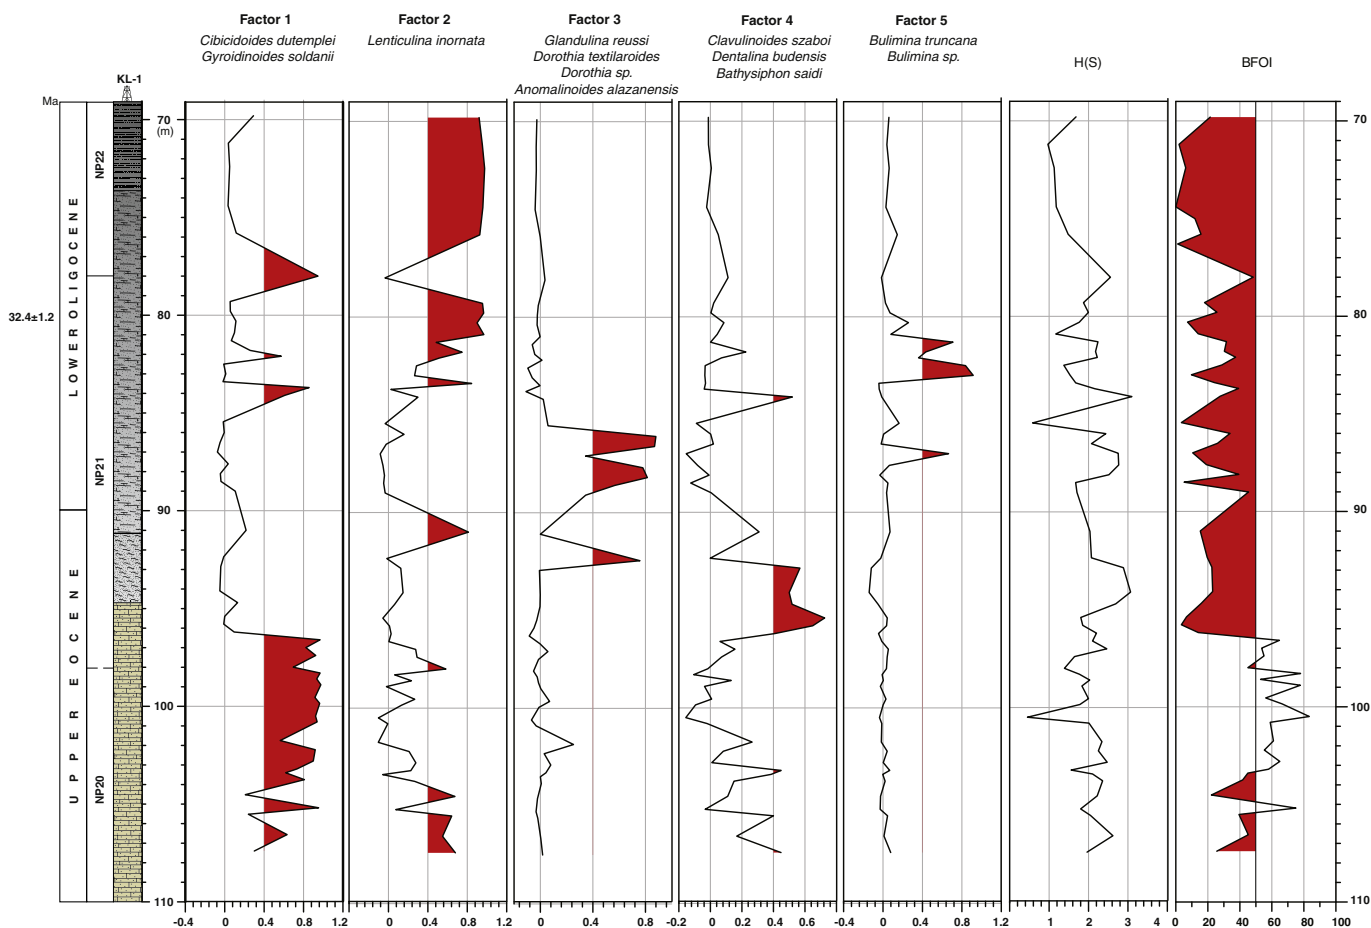 Factor 1
Cibicidoides dutemplei
Gyroidinoides soldanii
Factor 2
Lenticulina inornata
Factor 3
Glandulina reussi
Dorothia textilaroides
Dorothia sp.
Anomalinoides alazanensis
Factor 4
Clavulinoides szaboi
Dentalina budensis
Bathysiphon saidi
Factor 5
Bulimina truncana
Bulimina sp.
H(S)
BFOI
KL-1
Ma
70
(m)
80
90
100
110
32.4±1.2
LOWER OLIGOCENE
UPPER EOCENE
NP22
NP21
NP20
70
80
90
100
110
-0.4 0 0.4 0.8 1.2
-0.4 0 0.4 0.8 1.2
-0.4 0 0.4 0.8
-0.2 0 0.2 0.4 0.6
-0.4 0 0.4 0.8 1.2
1 2 3 4
0 20 40 60 80 100